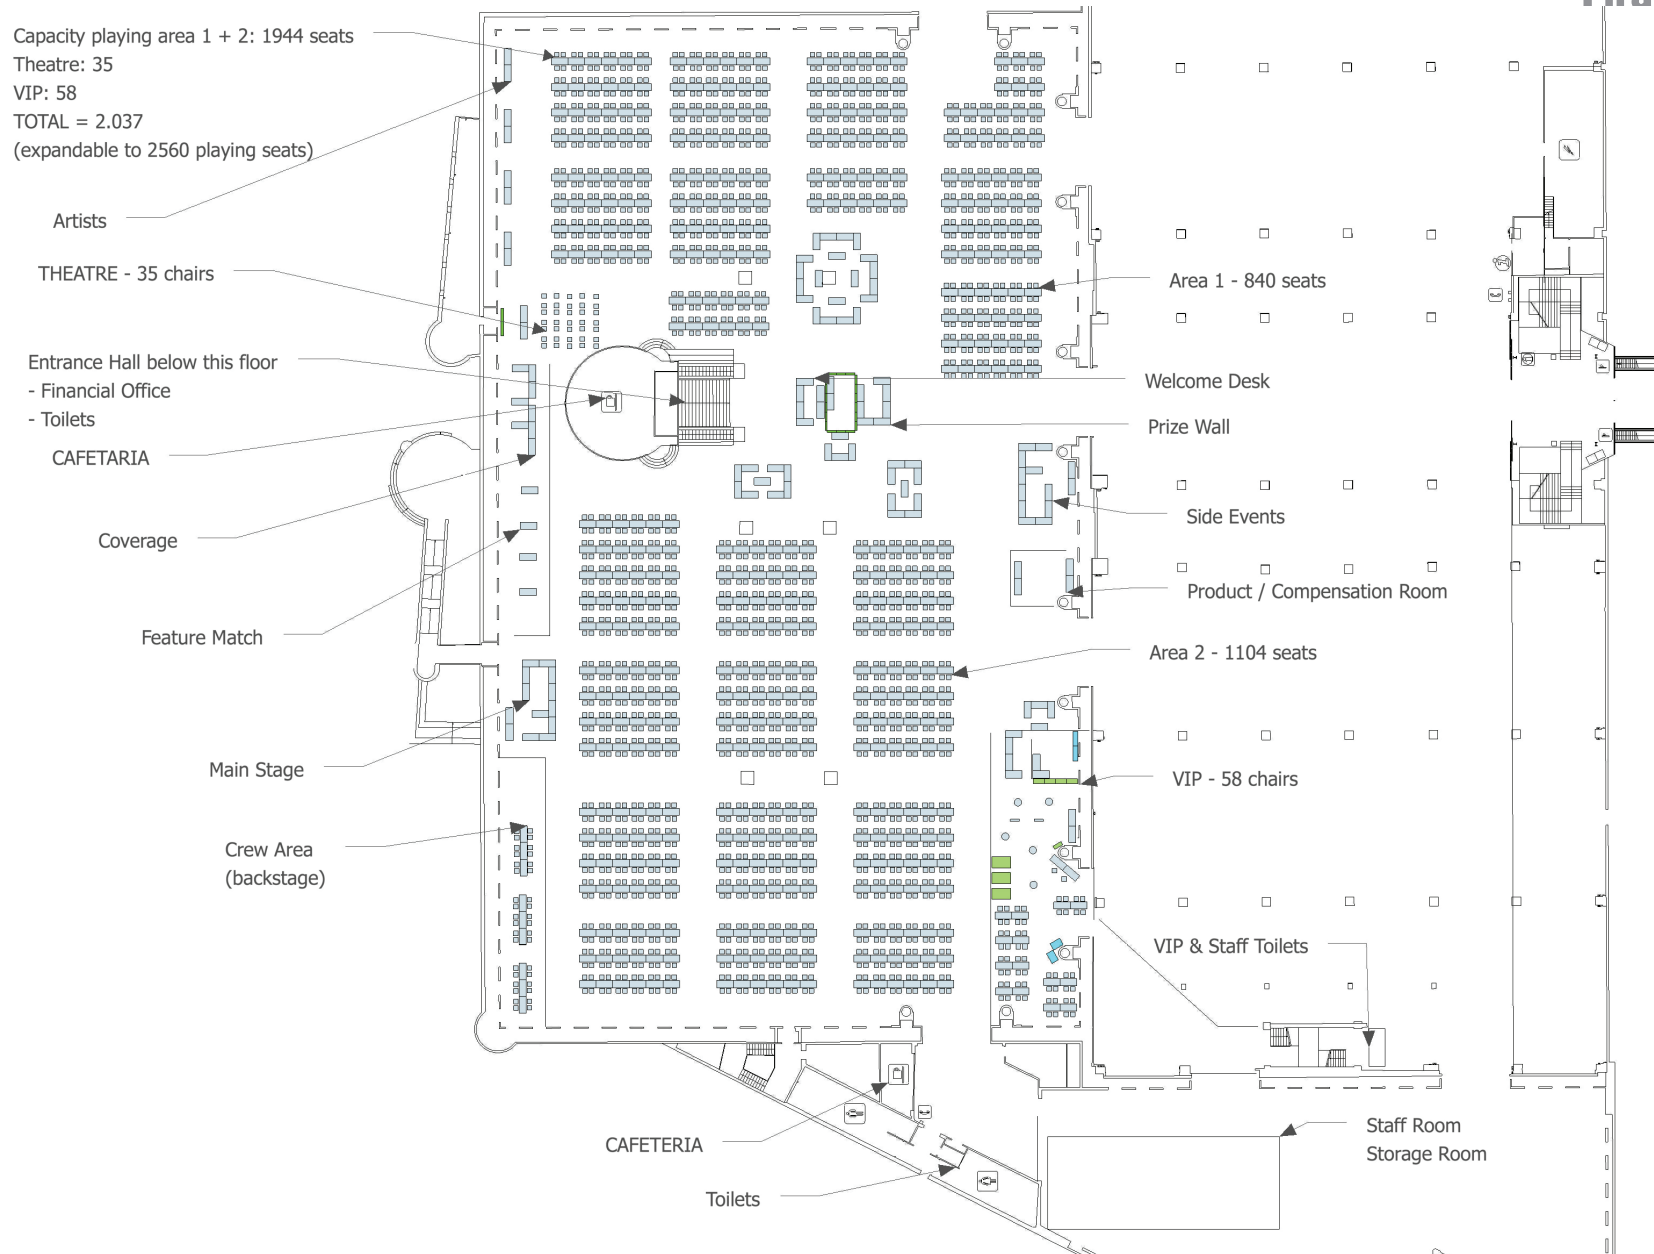 Capacity playing area 1 + 2: 1944 seats
Theatre: 35
VIP: 58
TOTAL = 2.037
(expandable to 2560 playing seats)
Artists
THEATRE - 35 chairs
Area 1 - 840 seats
Entrance Hall below this floor
- Financial Office
- Toilets
Welcome Desk
Prize Wall
CAFETARIA
Side Events
Coverage
Product / Compensation Room
Feature Match
Area 2 - 1104 seats
Main Stage
VIP - 58 chairs
Crew Area
(backstage)
VIP & Staff Toilets
CAFETERIA
Staff Room
Storage Room
Toilets